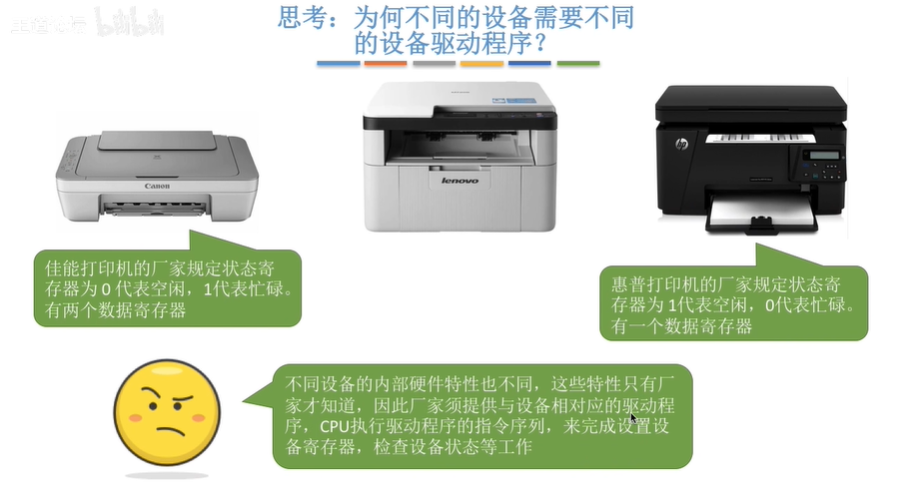 bilibili
思考：为何不同的设备需要不同
的设备驱动程序？
Canon
lenovo
hp
佳能打印机的厂家规定状态寄
存器为 0 代表空闲，1代表忙碌。
有两个数据寄存器
惠普打印机的厂家规定状态寄
存器为 1代表空闲，0代表忙碌。
有一个数据寄存器
不同设备的内部硬件特性也不同，这些特性只有厂
家才知道，因此厂家须提供与设备相对应的驱动程
序，CPU执行驱动程序的指令序列，来完成设置设
备寄存器，检查设备状态等工作